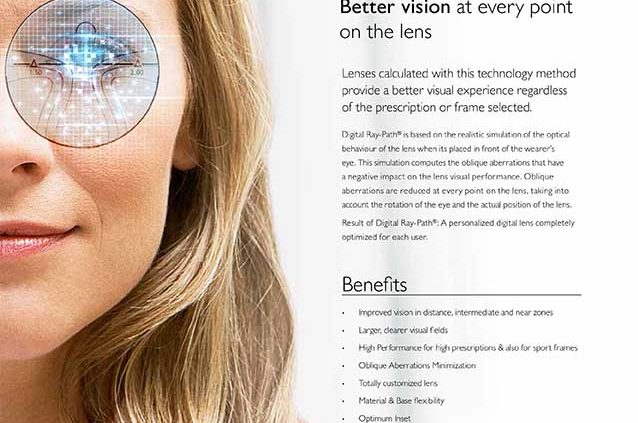 Better vision at every point
on the lens
Lenses calculated with this technology method
provide a better visual experience regardless
of the prescription or frame selected.
Digital Ray-Path® is based on the realistic simulation of the optical
behaviour of the lens when its placed in front of the wearer's
eye. This simulation computes the oblique aberrations that have
a negative impact on the lens visual performance. Oblique
aberrations are reduced at every point on the lens, taking into
account the rotation of the eye and the actual position of the lens.
Result of Digital Ray-Path®: A personalized digital lens completely
optimized for each user.
Benefits
• Improved vision in distance, intermediate and near zones
• Larger, clearer visual fields
• High Performance for high prescriptions & also for sport frames
• Oblique Aberrations Minimization
• Totally customized lens
• Material & Base flexibility
• Optimum Inset
1.50
2.00